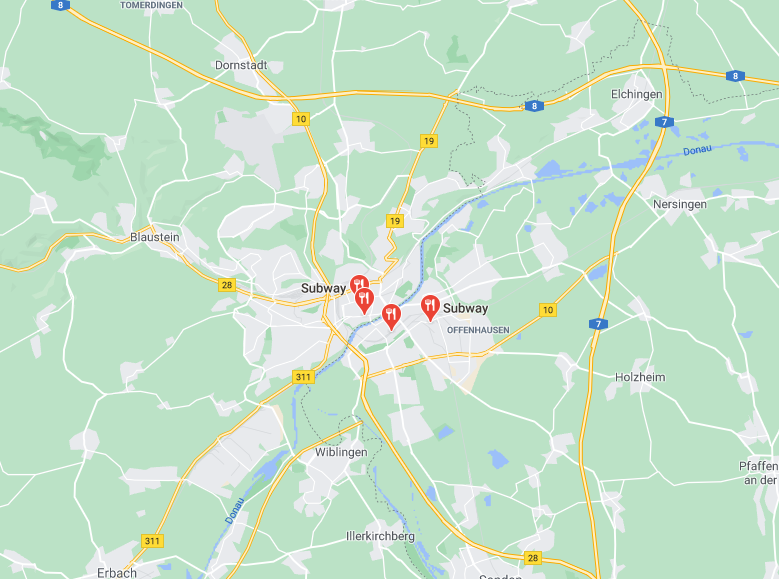 8
TOMERDINGEN
Dornstadt
8
Elchingen
8
10
7
19
Donau
Nersingen
19
Blaustein
28
Subway
Subway
10
OFFENHAUSEN
7
311
Holzheim
Wiblingen
Pfaffen
an der
Donau
Illerkirchberg
311
28
Erbach